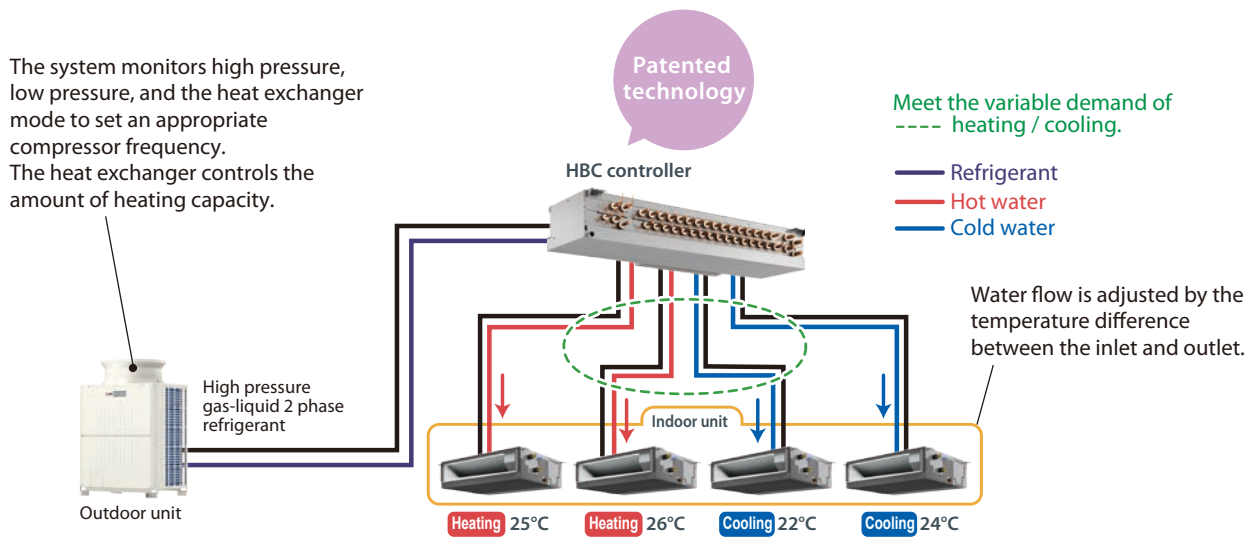 The system monitors high pressure,
low pressure, and the heat exchanger
mode to set an appropriate
compressor frequency.
The heat exchanger controls the
amount of heating capacity.
Patented
technology
HBC controller
Meet the variable demand of
heating / cooling.
Refrigerant
Hot water
Cold water
Water flow is adjusted by the
temperature difference
between the inlet and outlet.
High pressure
gas-liquid 2 phase
refrigerant
Outdoor unit
Indoor unit
Heating 25°C
Heating 26°C
Cooling 22°C
Cooling 24°C